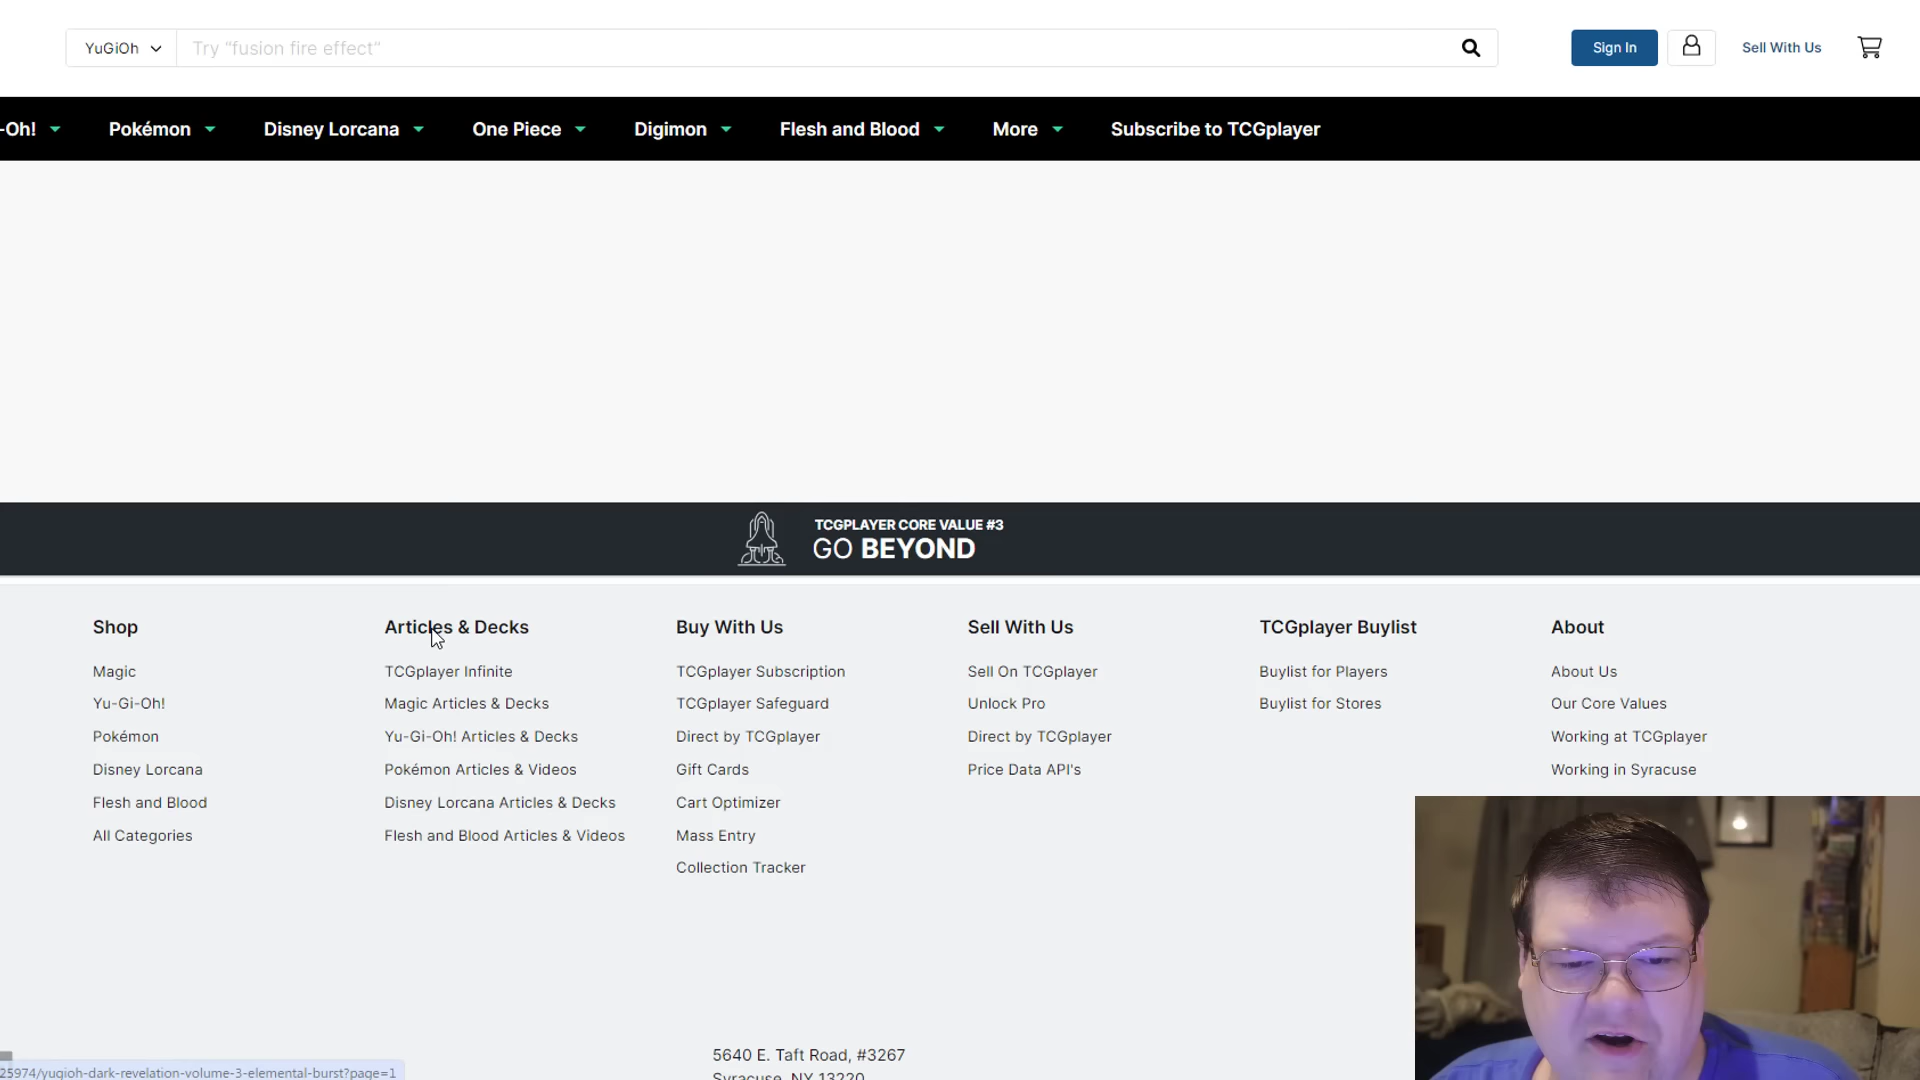 YuGiOh
Try "fusion fire effect"
Sign In
Sell With Us
-Oh!
Pokémon
Disney Lorcana
One Piece
Digimon
Flesh and Blood
More
Subscribe to TCGplayer
TCGPLAYER CORE VALUE #3
GO BEYOND
Shop
Magic
Yu-Gi-Oh!
Pokémon
Disney Lorcana
Flesh and Blood
All Categories
Articles & Decks
TCGplayer Infinite
Magic Articles & Decks
Yu-Gi-Oh! Articles & Decks
Pokémon Articles & Videos
Disney Lorcana Articles & Decks
Flesh and Blood Articles & Videos
Buy With Us
TCGplayer Subscription
TCGplayer Safeguard
Direct by TCGplayer
Gift Cards
Cart Optimizer
Mass Entry
Collection Tracker
Sell With Us
Sell On TCGplayer
Unlock Pro
Direct by TCGplayer
Price Data API's
TCGplayer Buylist
Buylist for Players
Buylist for Stores
About
About Us
Our Core Values
Working at TCGplayer
Working in Syracuse
5640 E. Taft Road, #3267
Syracuse, NY 13220
25974/yugioh-dark-revelation-volume-3-elemental-burst?page=1